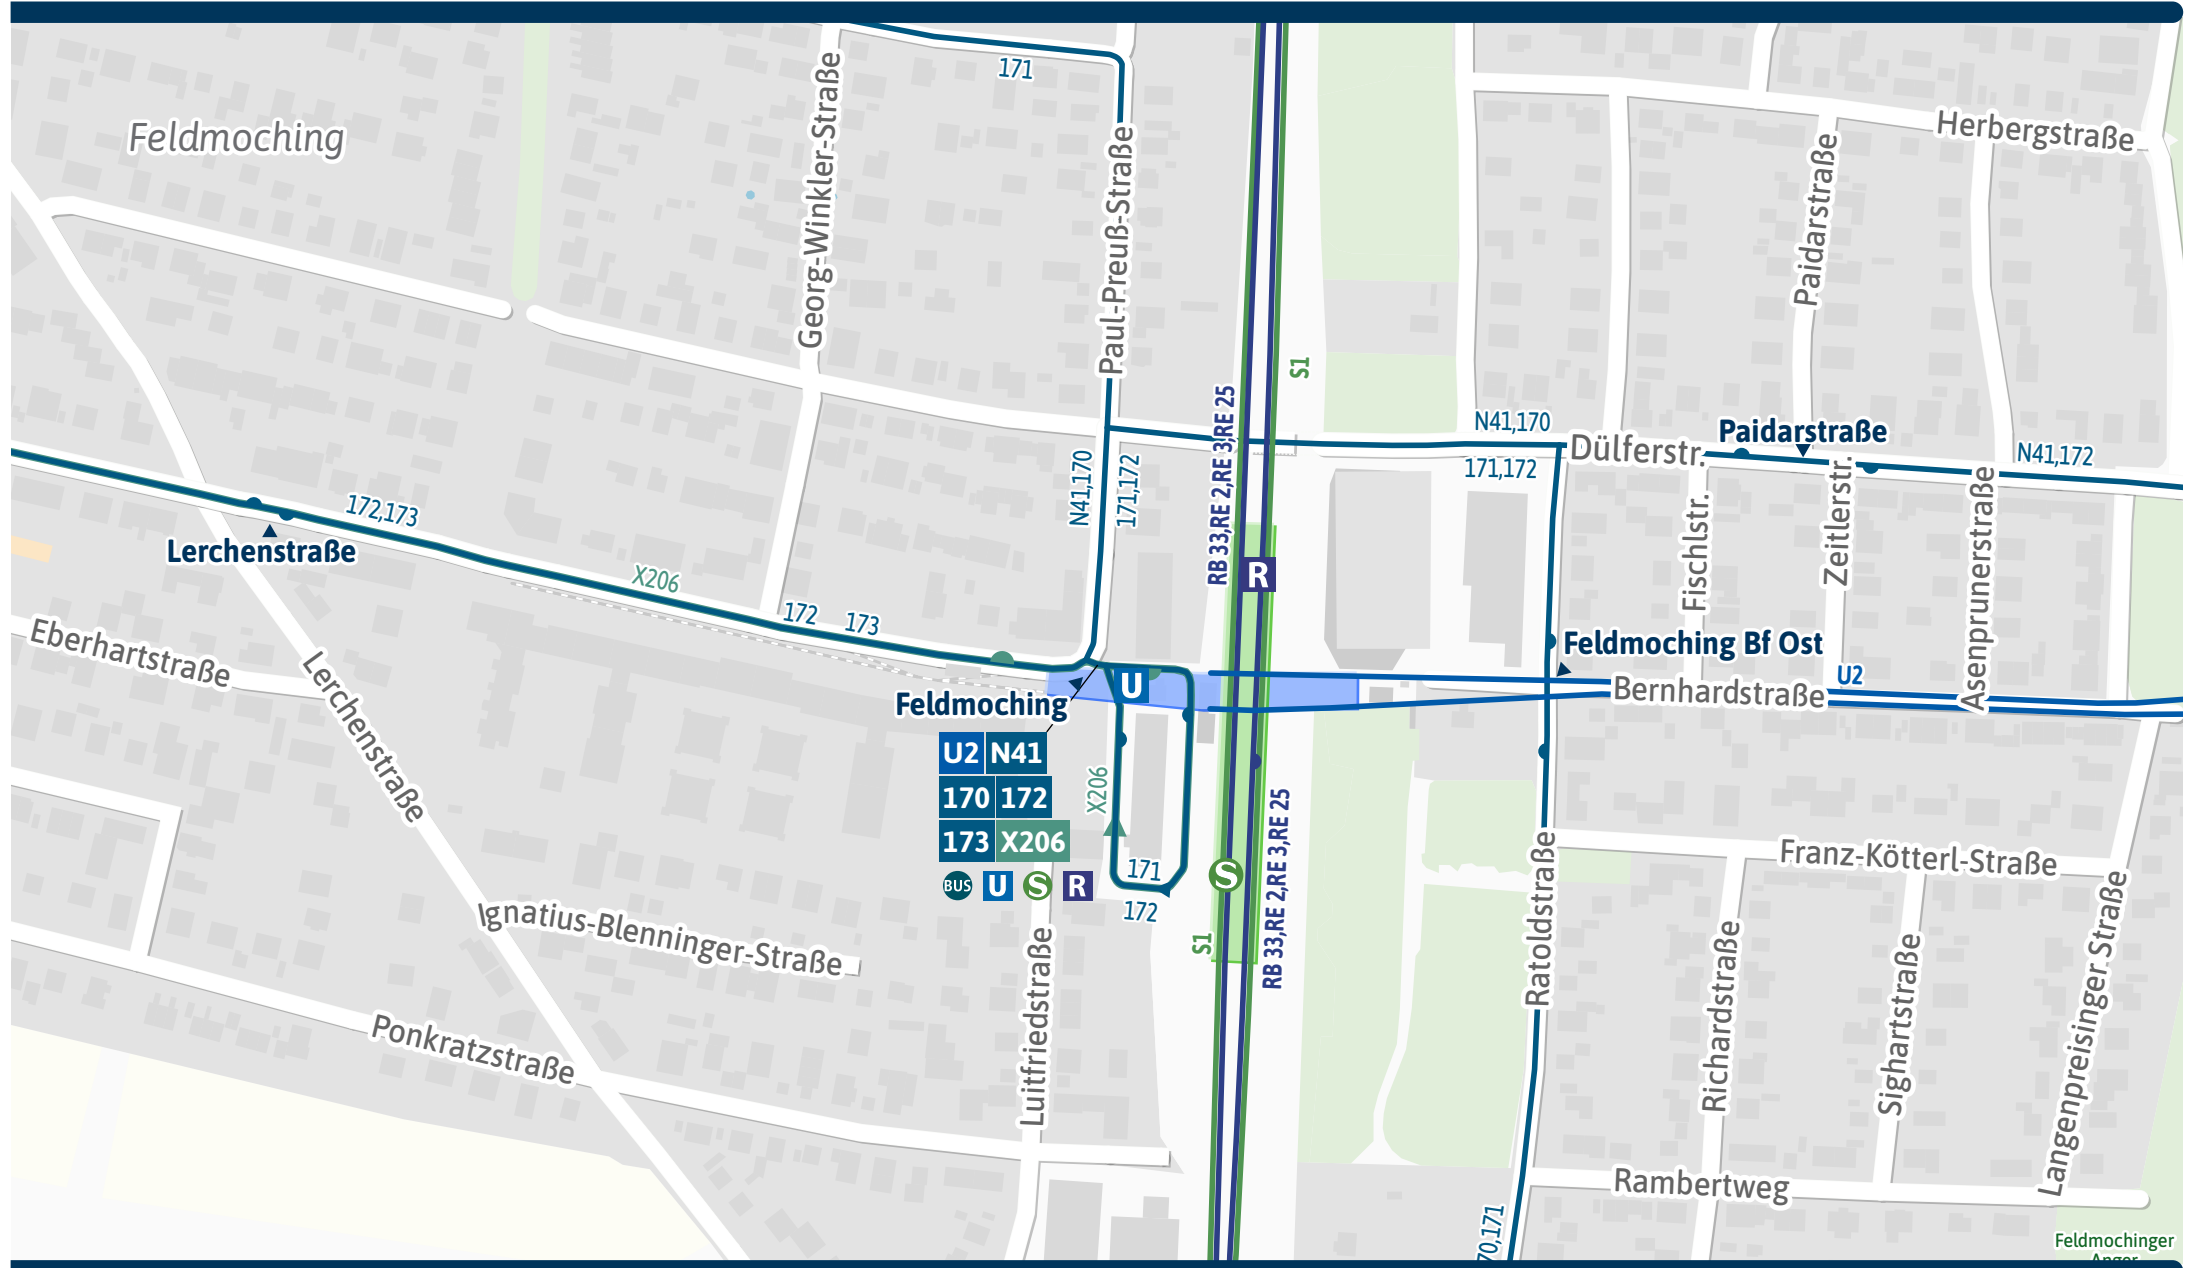 171
Feldmoching
Georg-Winkler-Straße
Paul-Preuß-Straße
Herbergstraße
Paidarstraße
S1
RB 33,RE 2,RE 3,RE 25
N41,170
171,172
N41,170
171,172
Dülferstr.
Paidarstraße
N41,172
172,173
Lerchenstraße
X206
172
173
R
Fischlstr.
Zeitlerstr.
Asenprunerstraße
Eberhartstraße
Lerchenstraße
Feldmoching Bf Ost
U
U2
Bernhardstraße
Feldmoching
U2 N41
170 172
173 X206
BUS U S R
X206
171
172
S
S1
RB 33,RE 2,RE 3,RE 25
Ratoldstraße
Franz-Kötterl-Straße
Ignatius-Blenninger-Straße
Luitfriedstraße
Richardstraße
Sighartstraße
Langenpreisinger Straße
Ponkratzstraße
Rambertweg
70,171
Feldmochinger
Anger